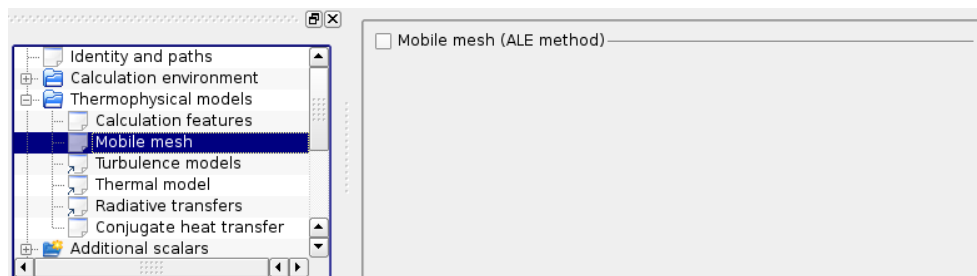 Mobile mesh (ALE method)
Identity and paths
Calculation environment
Thermophysical models
Calculation features
Mobile mesh
Turbulence models
Thermal model
Radiative transfers
Conjugate heat transfer
Additional scalars